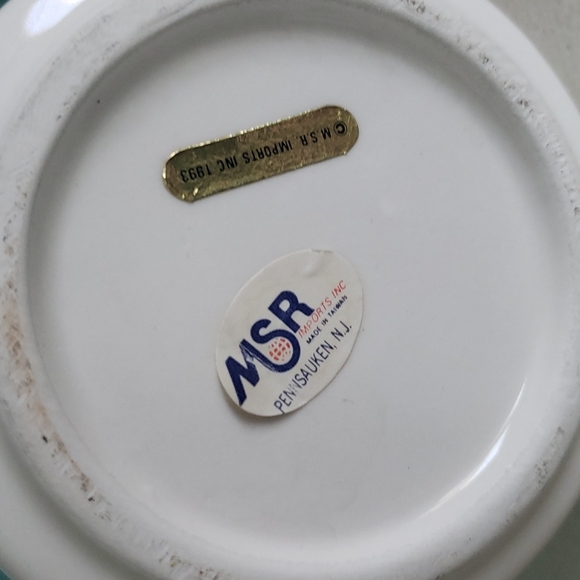 © M.S.R. IMPORTS INC. 1993
MSR
IMPORTS INC
MADE IN TAIWAN
PENNSAUKEN, N.J.